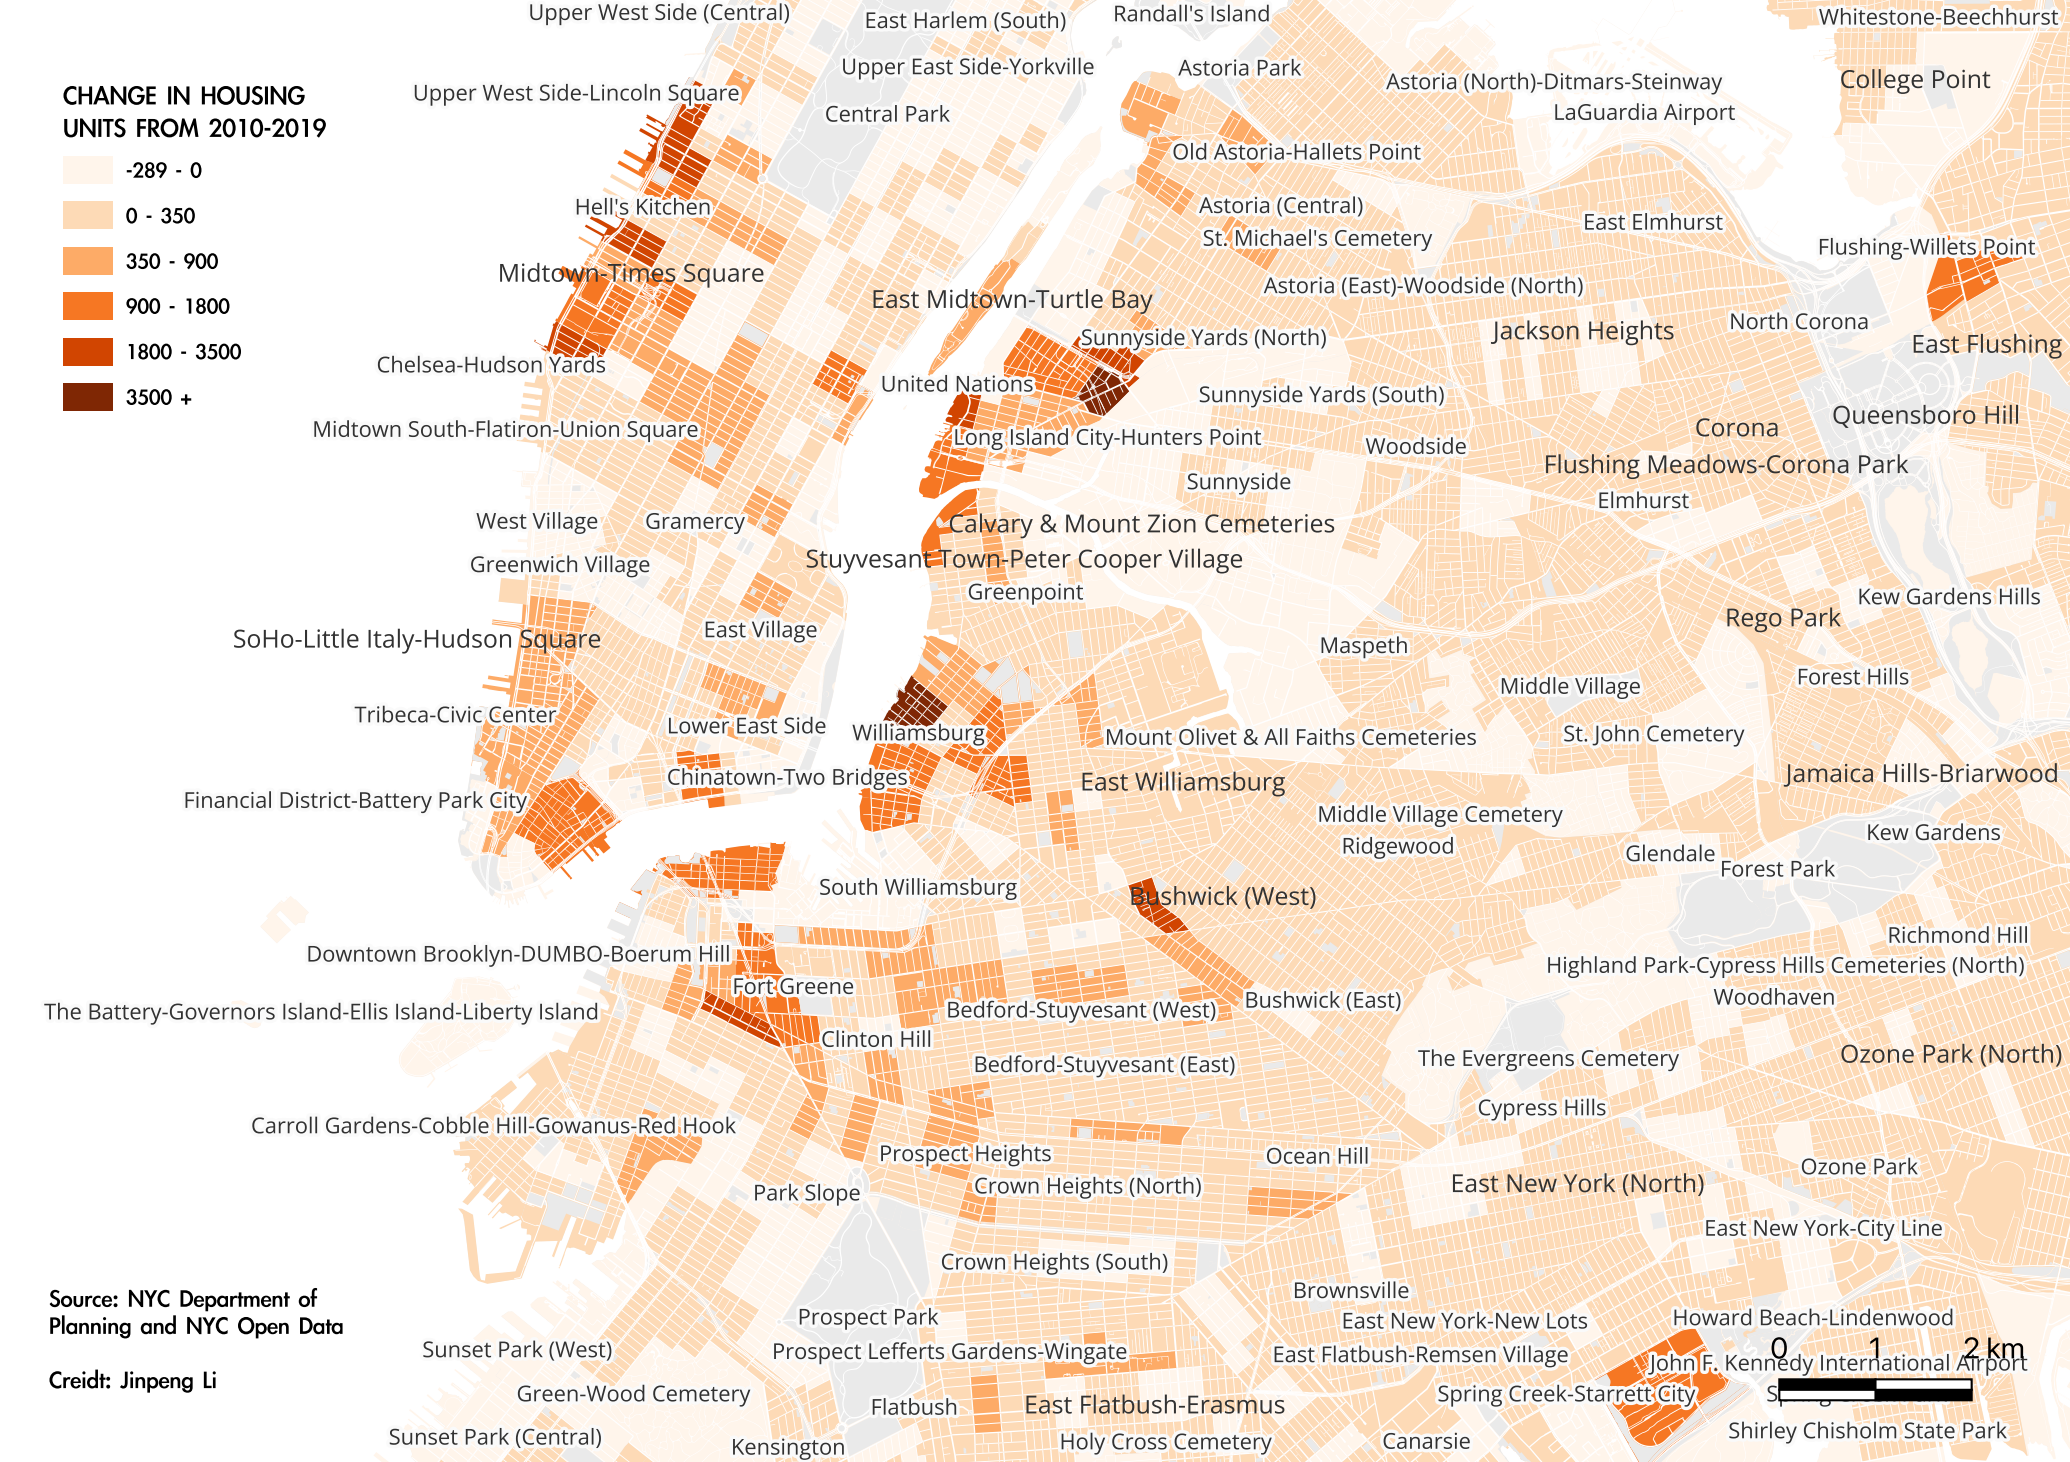 Upper West Side (Central)
East Harlem (South)
Randall's Island
Whitestone-Beechhurst
Upper East Side-Yorkville
Astoria Park
Astoria (North)-Ditmars-Steinway
College Point
CHANGE IN HOUSING
UNITS FROM 2010-2019
-289 - 0
0 - 350
350 - 900
900 - 1800
1800 - 3500
3500 +
Upper West Side-Lincoln Square
Central Park
LaGuardia Airport
Old Astoria-Hallets Point
Hell's Kitchen
Astoria (Central)
East Elmhurst
St. Michael's Cemetery
Flushing-Willets Point
Midtown-Times Square
Astoria (East)-Woodside (North)
East Midtown-Turtle Bay
North Corona
Jackson Heights
Sunnyside Yards (North)
East Flushing
Chelsea-Hudson Yards
United Nations
Sunnyside Yards (South)
Queensboro Hill
Midtown South-Flatiron-Union Square
Corona
Long Island City-Hunters Point
Woodside
Flushing Meadows-Corona Park
Sunnyside
Elmhurst
West Village
Gramercy
Calvary & Mount Zion Cemeteries
Greenwich Village
Stuyvesant Town-Peter Cooper Village
Greenpoint
Kew Gardens Hills
Rego Park
East Village
SoHo-Little Italy-Hudson Square
Maspeth
Forest Hills
Middle Village
Tribeca-Civic Center
Lower East Side
Williamsburg
Mount Olivet & All Faiths Cemeteries
St. John Cemetery
Chinatown-Two Bridges
East Williamsburg
Jamaica Hills-Briarwood
Financial District-Battery Park City
Middle Village Cemetery
Kew Gardens
Ridgewood
Glendale
Forest Park
South Williamsburg
Bushwick (West)
Richmond Hill
Downtown Brooklyn-DUMBO-Boerum Hill
Highland Park-Cypress Hills Cemeteries (North)
Fort Greene
Woodhaven
Bushwick (East)
The Battery-Governors Island-Ellis Island-Liberty Island
Bedford-Stuyvesant (West)
Clinton Hill
The Evergreens Cemetery
Ozone Park (North)
Bedford-Stuyvesant (East)
Cypress Hills
Carroll Gardens-Cobble Hill-Gowanus-Red Hook
Prospect Heights
Ocean Hill
Ozone Park
Park Slope
Crown Heights (North)
East New York (North)
East New York-City Line
Crown Heights (South)
Brownsville
Source: NYC Department of
Planning and NYC Open Data
Creidt: Jinpeng Li
Prospect Park
East New York-New Lots
Howard Beach-Lindenwood
0 1 2 km
Sunset Park (West)
Prospect Lefferts Gardens-Wingate
East Flatbush-Remsen Village
John F. Kennedy International Airport
Green-Wood Cemetery
Flatbush
East Flatbush-Erasmus
Spring Creek-Starrett City
Sunset Park (Central)
Kensington
Holy Cross Cemetery
Canarsie
Shirley Chisholm State Park